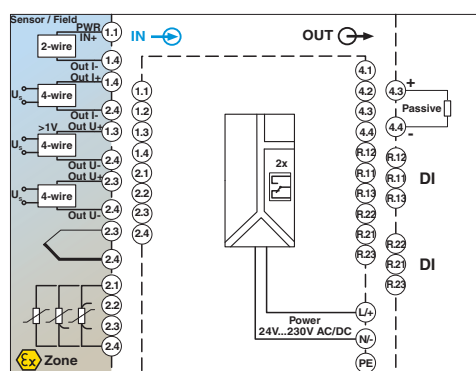 Sensor / Field
PWR
IN+
1.1
2-wire
Out I-
1.4
Out I+
1.4
Us
4-wire
Out I-
2.4
>1V
Out U+
1.3
Us
4-wire
Out U-
2.4
Out U+
2.3
Us
4-wire
Out U-
2.4
2.3
2.4
2.1
2.2
2.3
2.4
Ex Zone
IN
OUT
1.1
1.2
1.3
1.4
2.1
2.2
2.3
2.4
2x
Power
24V...230V AC/DC
4.1
4.2
4.3
4.4
R.12
R.11
R.13
R.22
R.21
R.23
L/+
N/-
PE
4.3
+
Passive
4.4
-
R.12
R.11
R.13
DI
R.22
R.21
R.23
DI